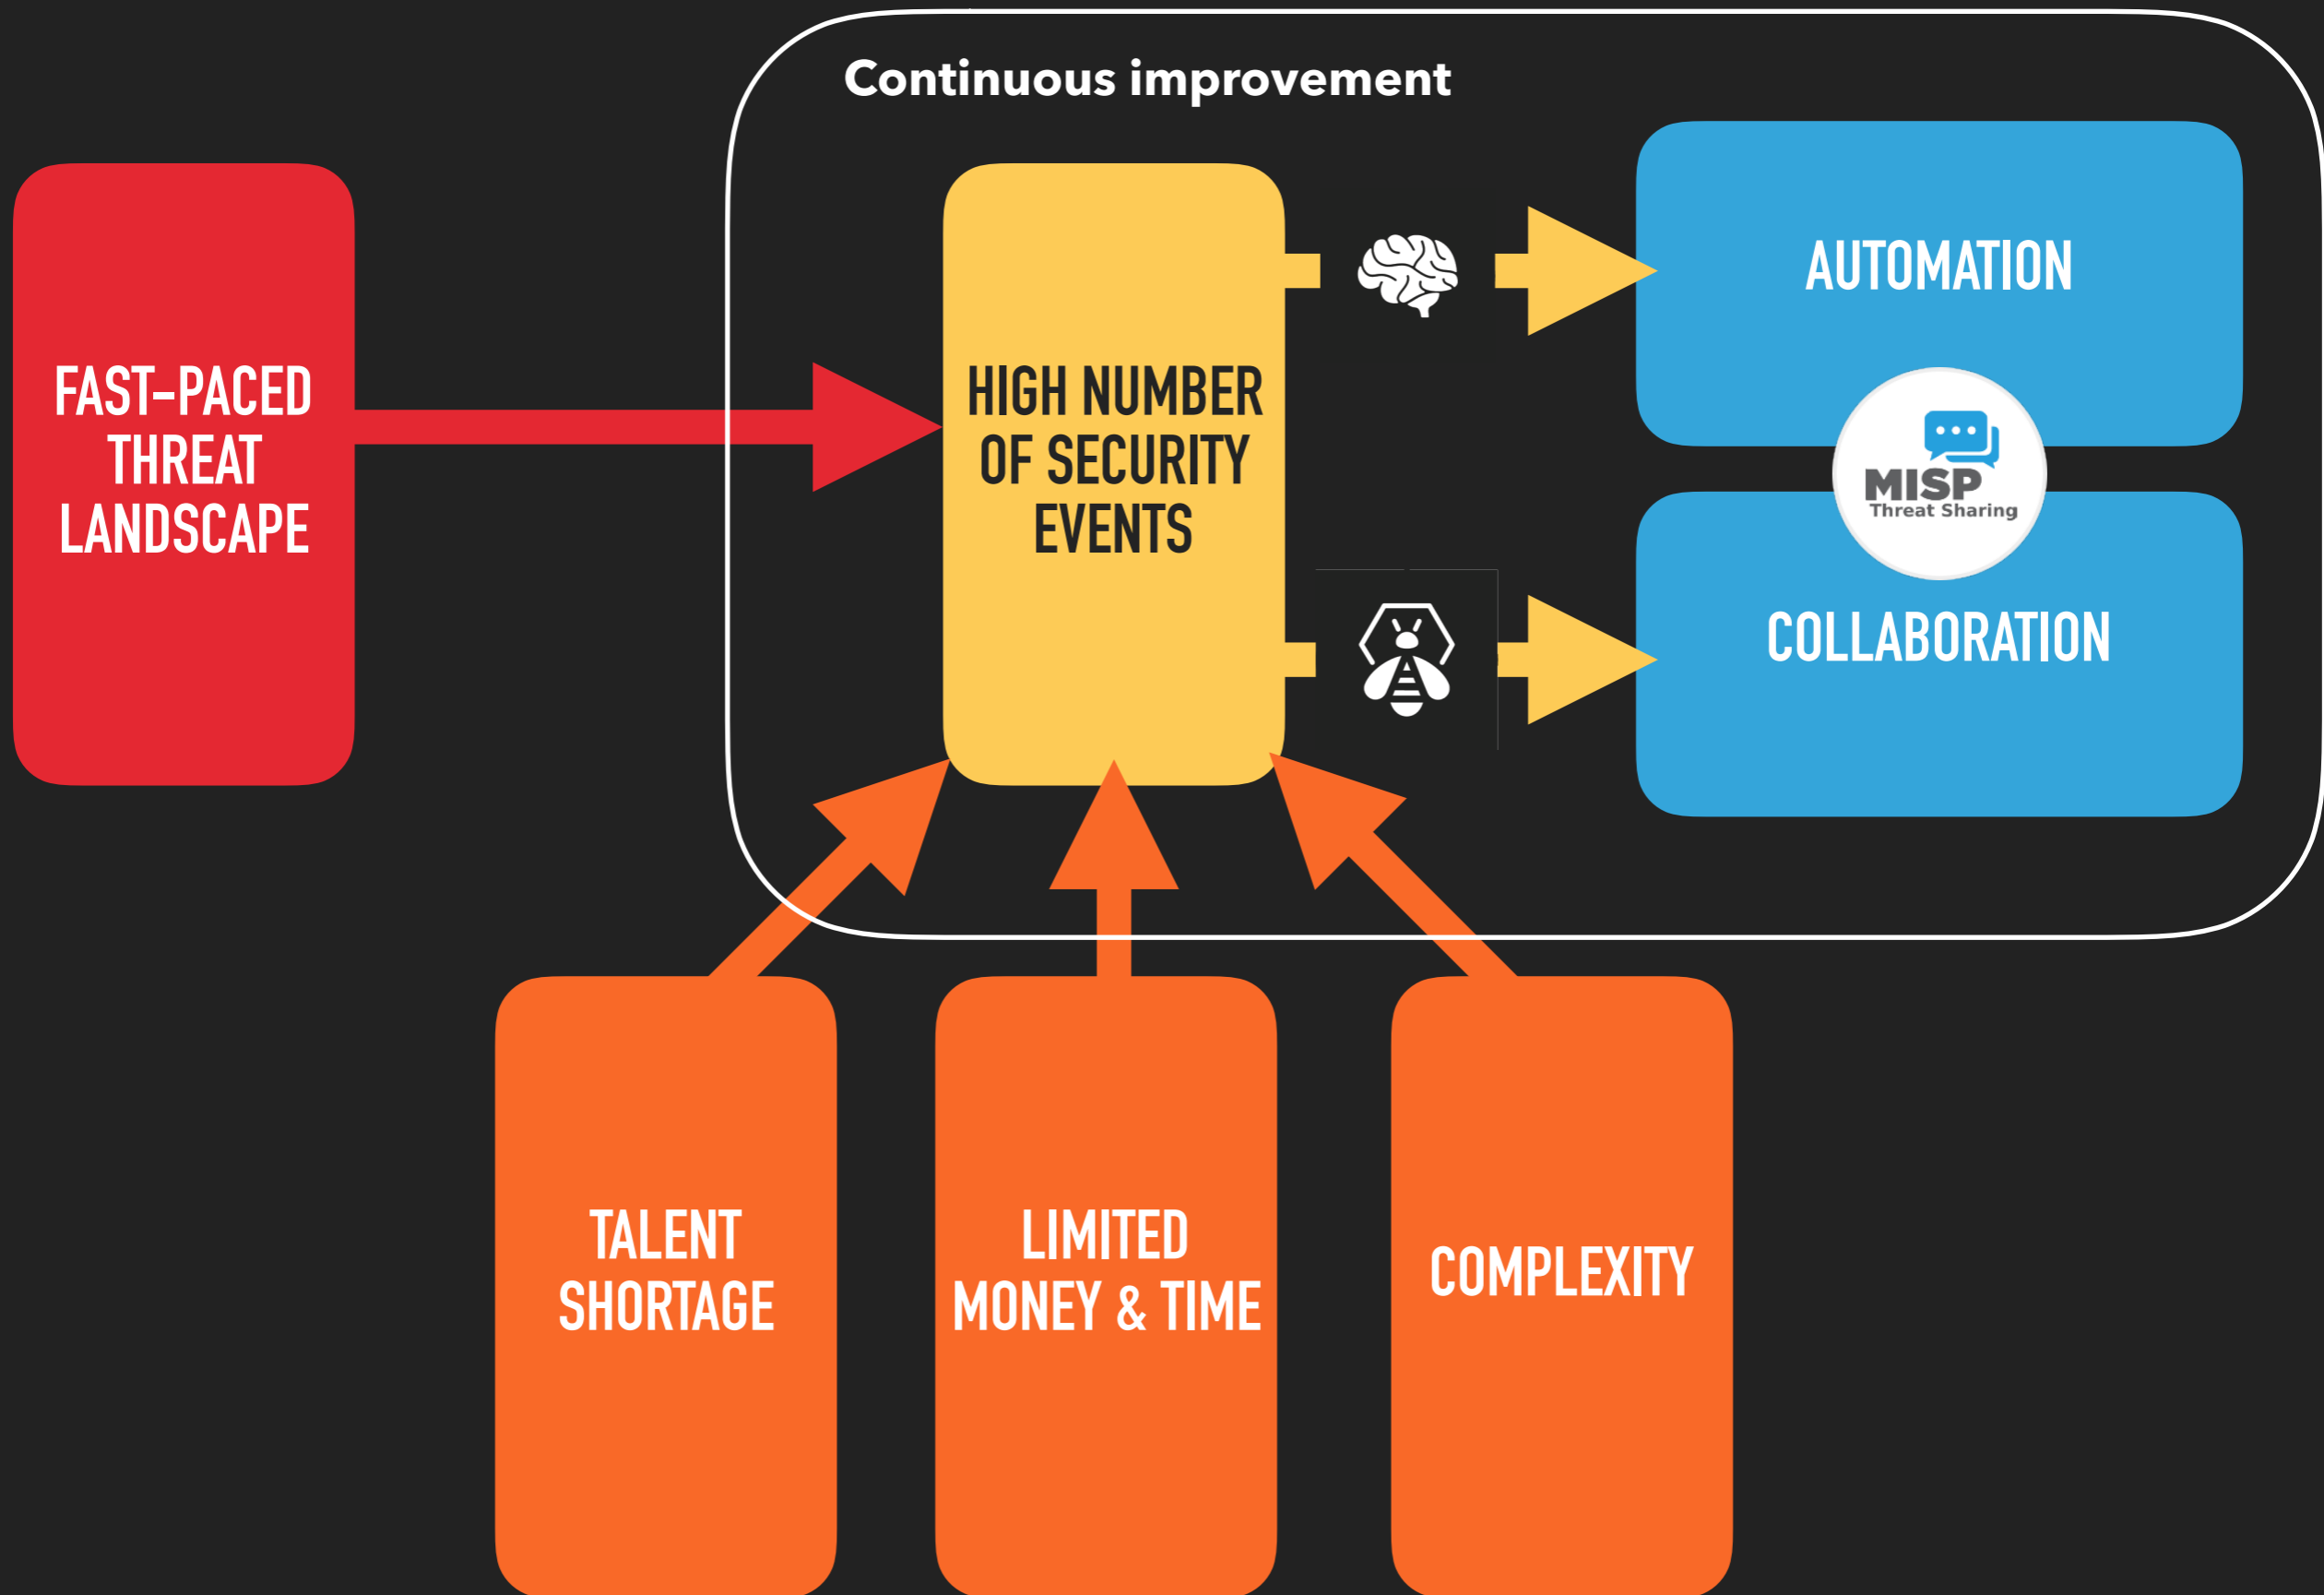 Continuous improvement
FAST-PACED
THREAT
LANDSCAPE
HIGH NUMBER
OF SECURITY
EVENTS
AUTOMATION
MISP
Threat Sharing
COLLABORATION
TALENT
SHORTAGE
LIMITED
MONEY & TIME
COMPLEXITY